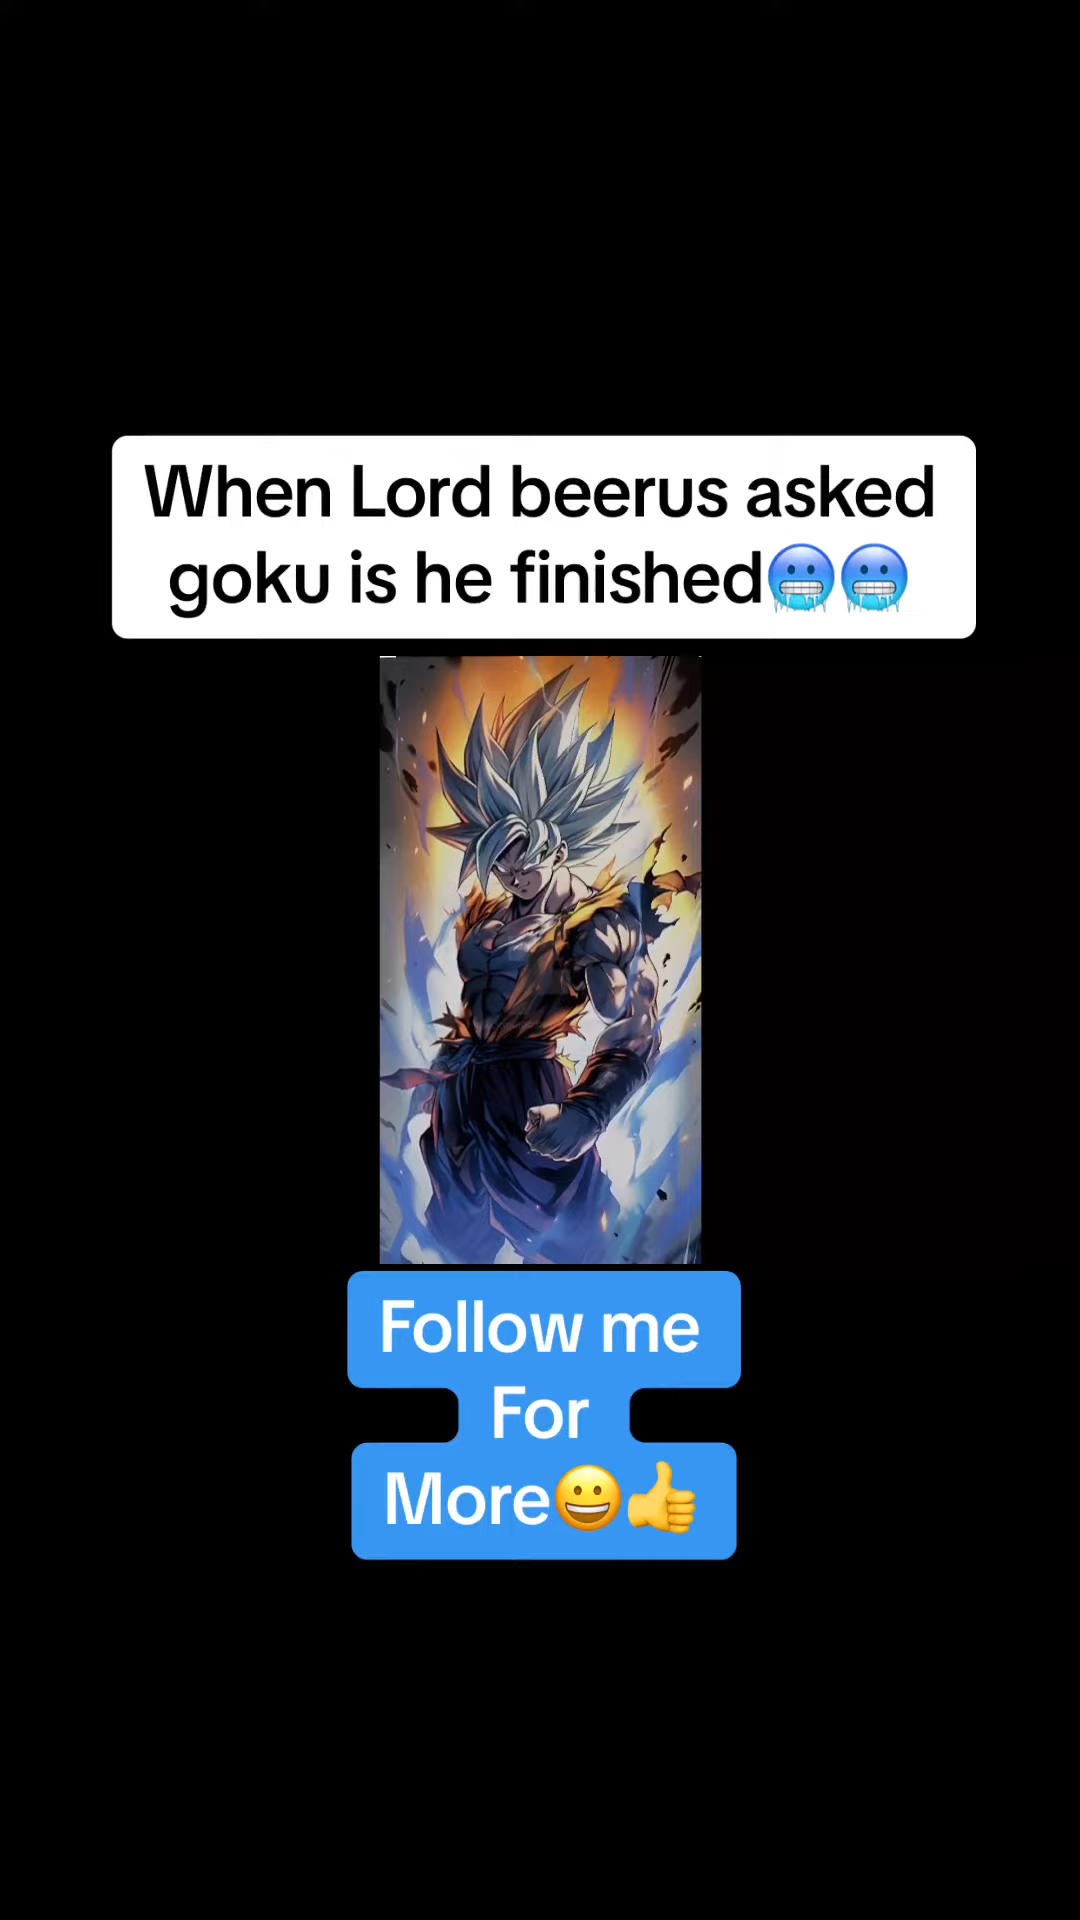 When Lord beerus asked
goku is he finished🥶🥶
Follow me
For
More😀👍